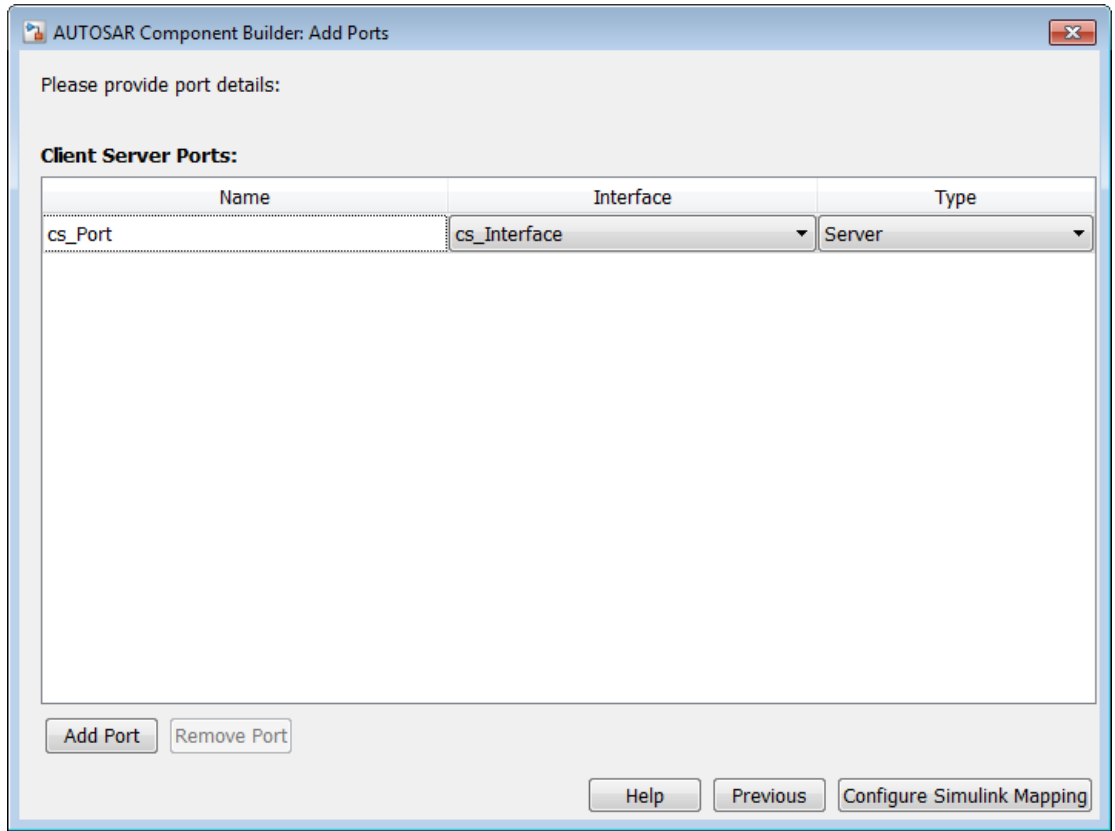 AUTOSAR Component Builder: Add Ports
Please provide port details:
Client Server Ports:
Name Interface Type
cs_Port cs_Interface Server
Add Port Remove Port
Help Previous Configure Simulink Mapping